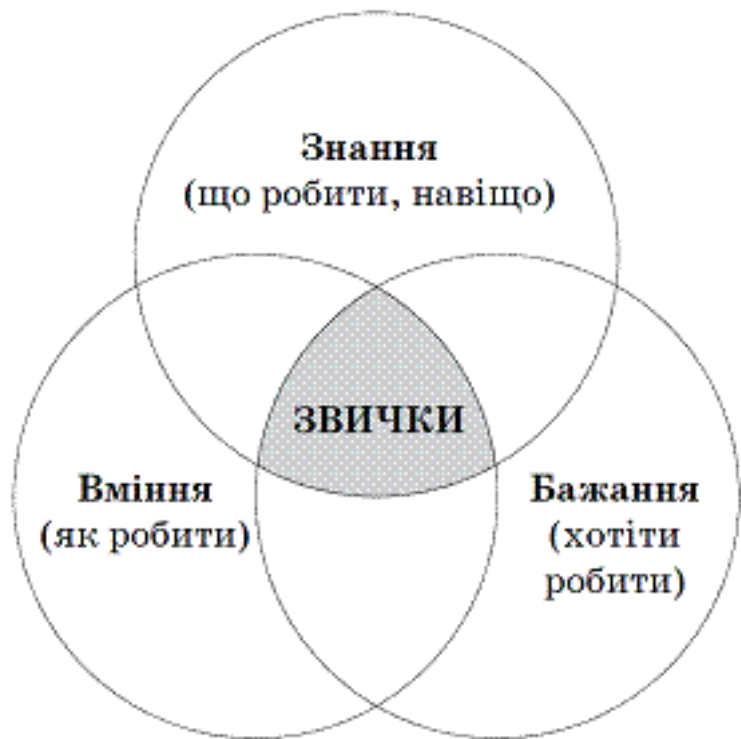 Знання
(що робити, навіщо)
ЗВИЧКИ
Вміння
(як робити)
Бажання
(хотіти
робити)